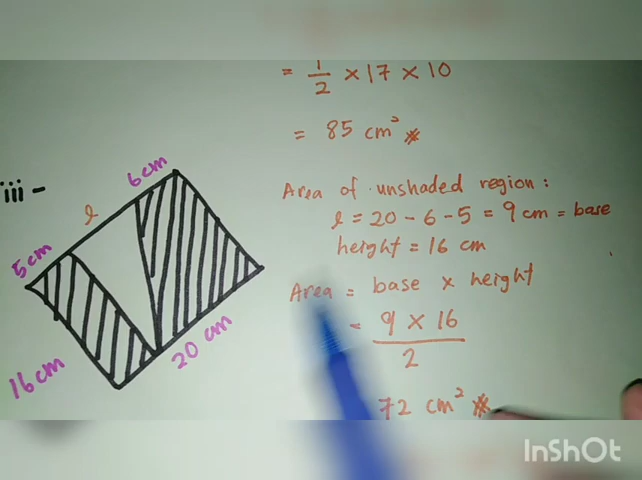 = 1/2 × 17 × 10
= 85 cm² *
iii -
6cm
l
5cm
16cm
20 cm
Area of unshaded region:
l = 20 - 6 - 5 = 9 cm = base
height = 16 cm
Area = base × height
= 9 × 16
2
72 cm² *
InShOt